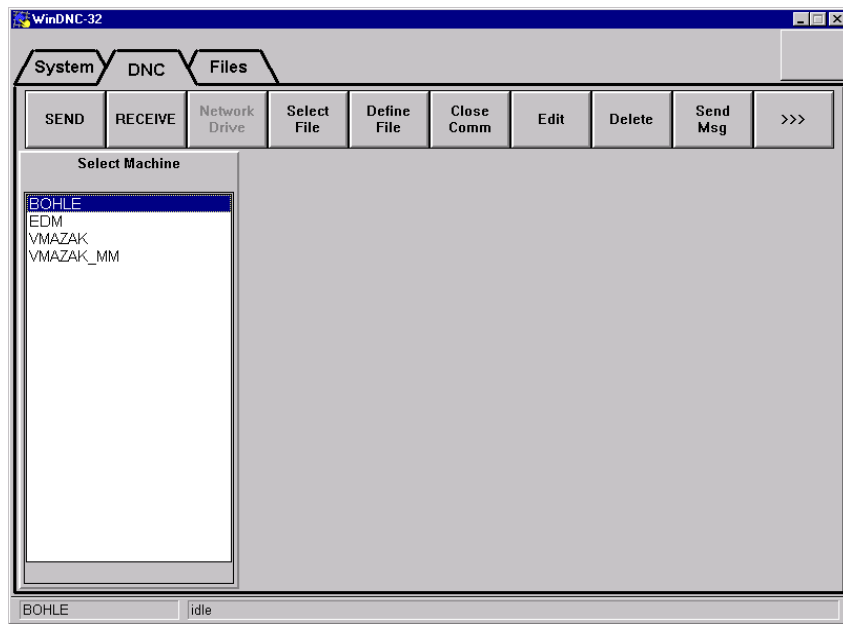 WinDNC-32
System DNC Files
SEND RECEIVE Network Drive Select File Define File Close Comm Edit Delete Send Msg >>>
Select Machine
BOHLE
EDM
VMAZAK
VMAZAK_MM
BOHLE idle